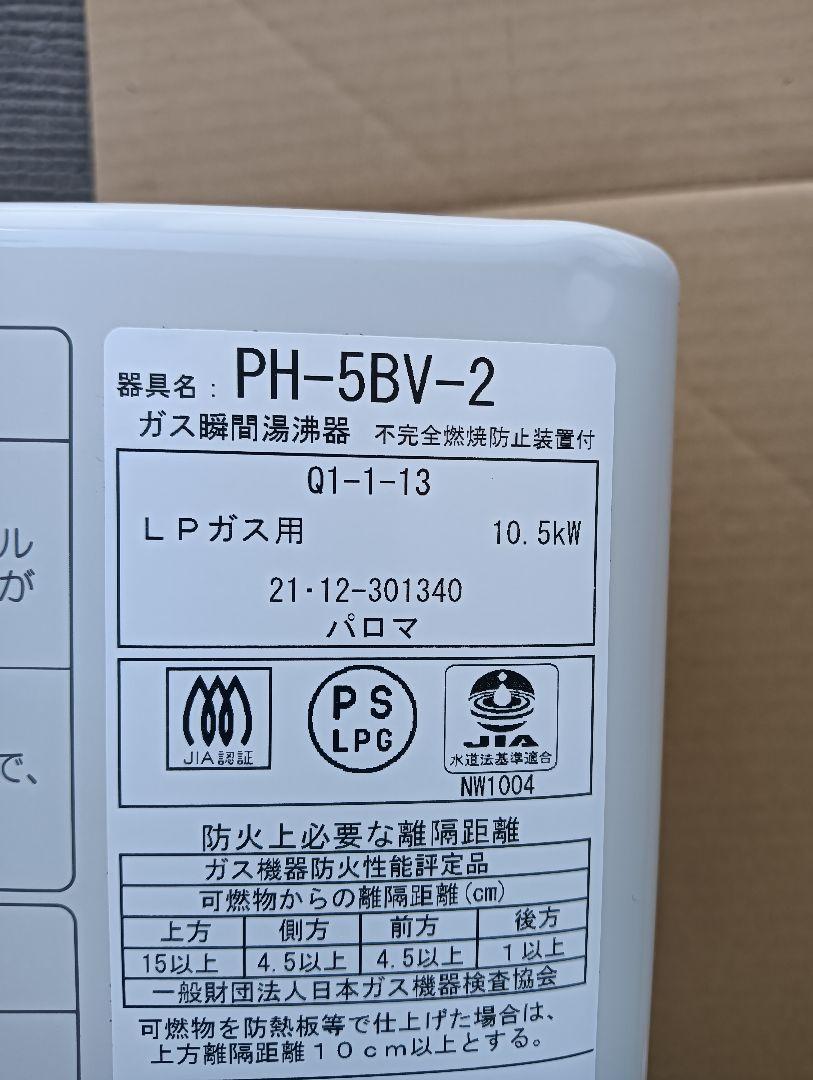 ル
が
で、
器具名: PH-5BV-2
ガス瞬間湯沸器 不完全燃焼防止装置付
Q1-1-13
LPガス用 10.5kW
21・12-301340
パロマ
JIA認証
PS
LPG
JIA
水道法基準適合
NW1004
防火上必要な離隔距離
ガス機器防火性能評定品
可燃物からの離隔距離(cm)
上方 側方 前方 後方
15以上 4.5以上 4.5以上 1以上
一般財団法人日本ガス機器検査協会
可燃物を防熱板等で仕上げた場合は、
上方離隔距離10cm以上とする。